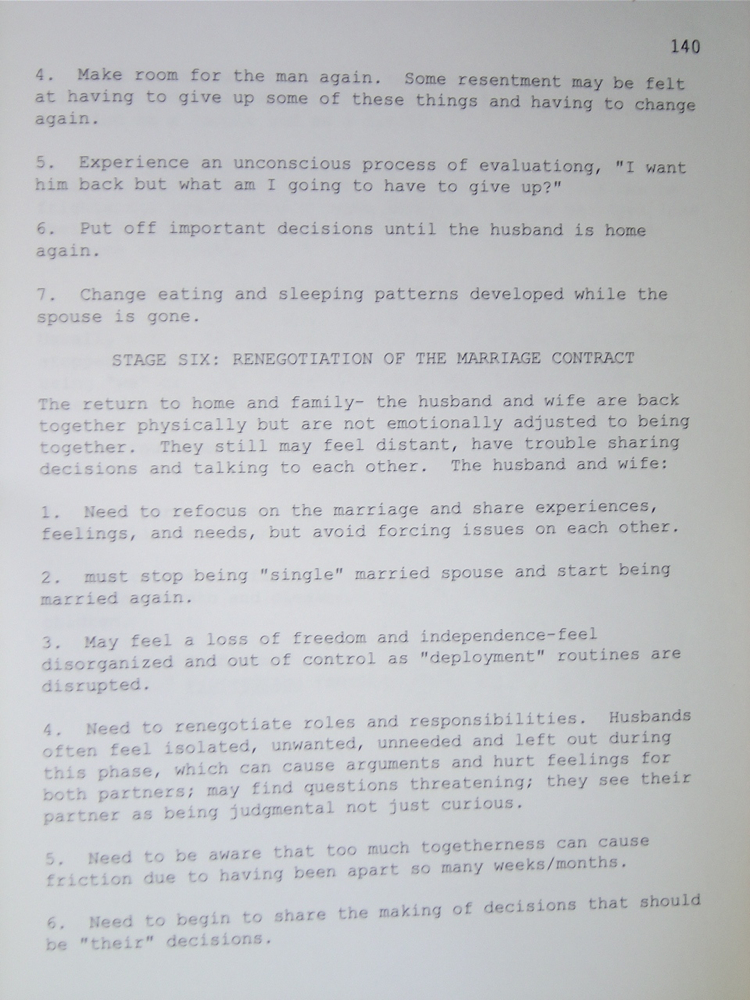 140
4. Make room for the man again. Some resentment may be felt
at having to give up some of these things and having to change
again.
5. Experience an unconscious process of evaluationg, "I want
him back but what am I going to have to give up?"
6. Put off important decisions until the husband is home
again.
7. Change eating and sleeping patterns developed while the
spouse is gone.
STAGE SIX: RENEGOTIATION OF THE MARRIAGE CONTRACT
The return to home and family- the husband and wife are back
together physically but are not emotionally adjusted to being
together. They still may feel distant, have trouble sharing
decisions and talking to each other. The husband and wife:
1. Need to refocus on the marriage and share experiences,
feelings, and needs, but avoid forcing issues on each other.
2. must stop being "single" married spouse and start being
married again.
3. May feel a loss of freedom and independence-feel
disorganized and out of control as "deployment" routines are
disrupted.
4. Need to renegotiate roles and responsibilities. Husbands
often feel isolated, unwanted, unneeded and left out during
this phase, which can cause arguments and hurt feelings for
both partners; may find questions threatening; they see their
partner as being judgmental not just curious.
5. Need to be aware that too much togetherness can cause
friction due to having been apart so many weeks/months.
6. Need to begin to share the making of decisions that should
be "their" decisions.